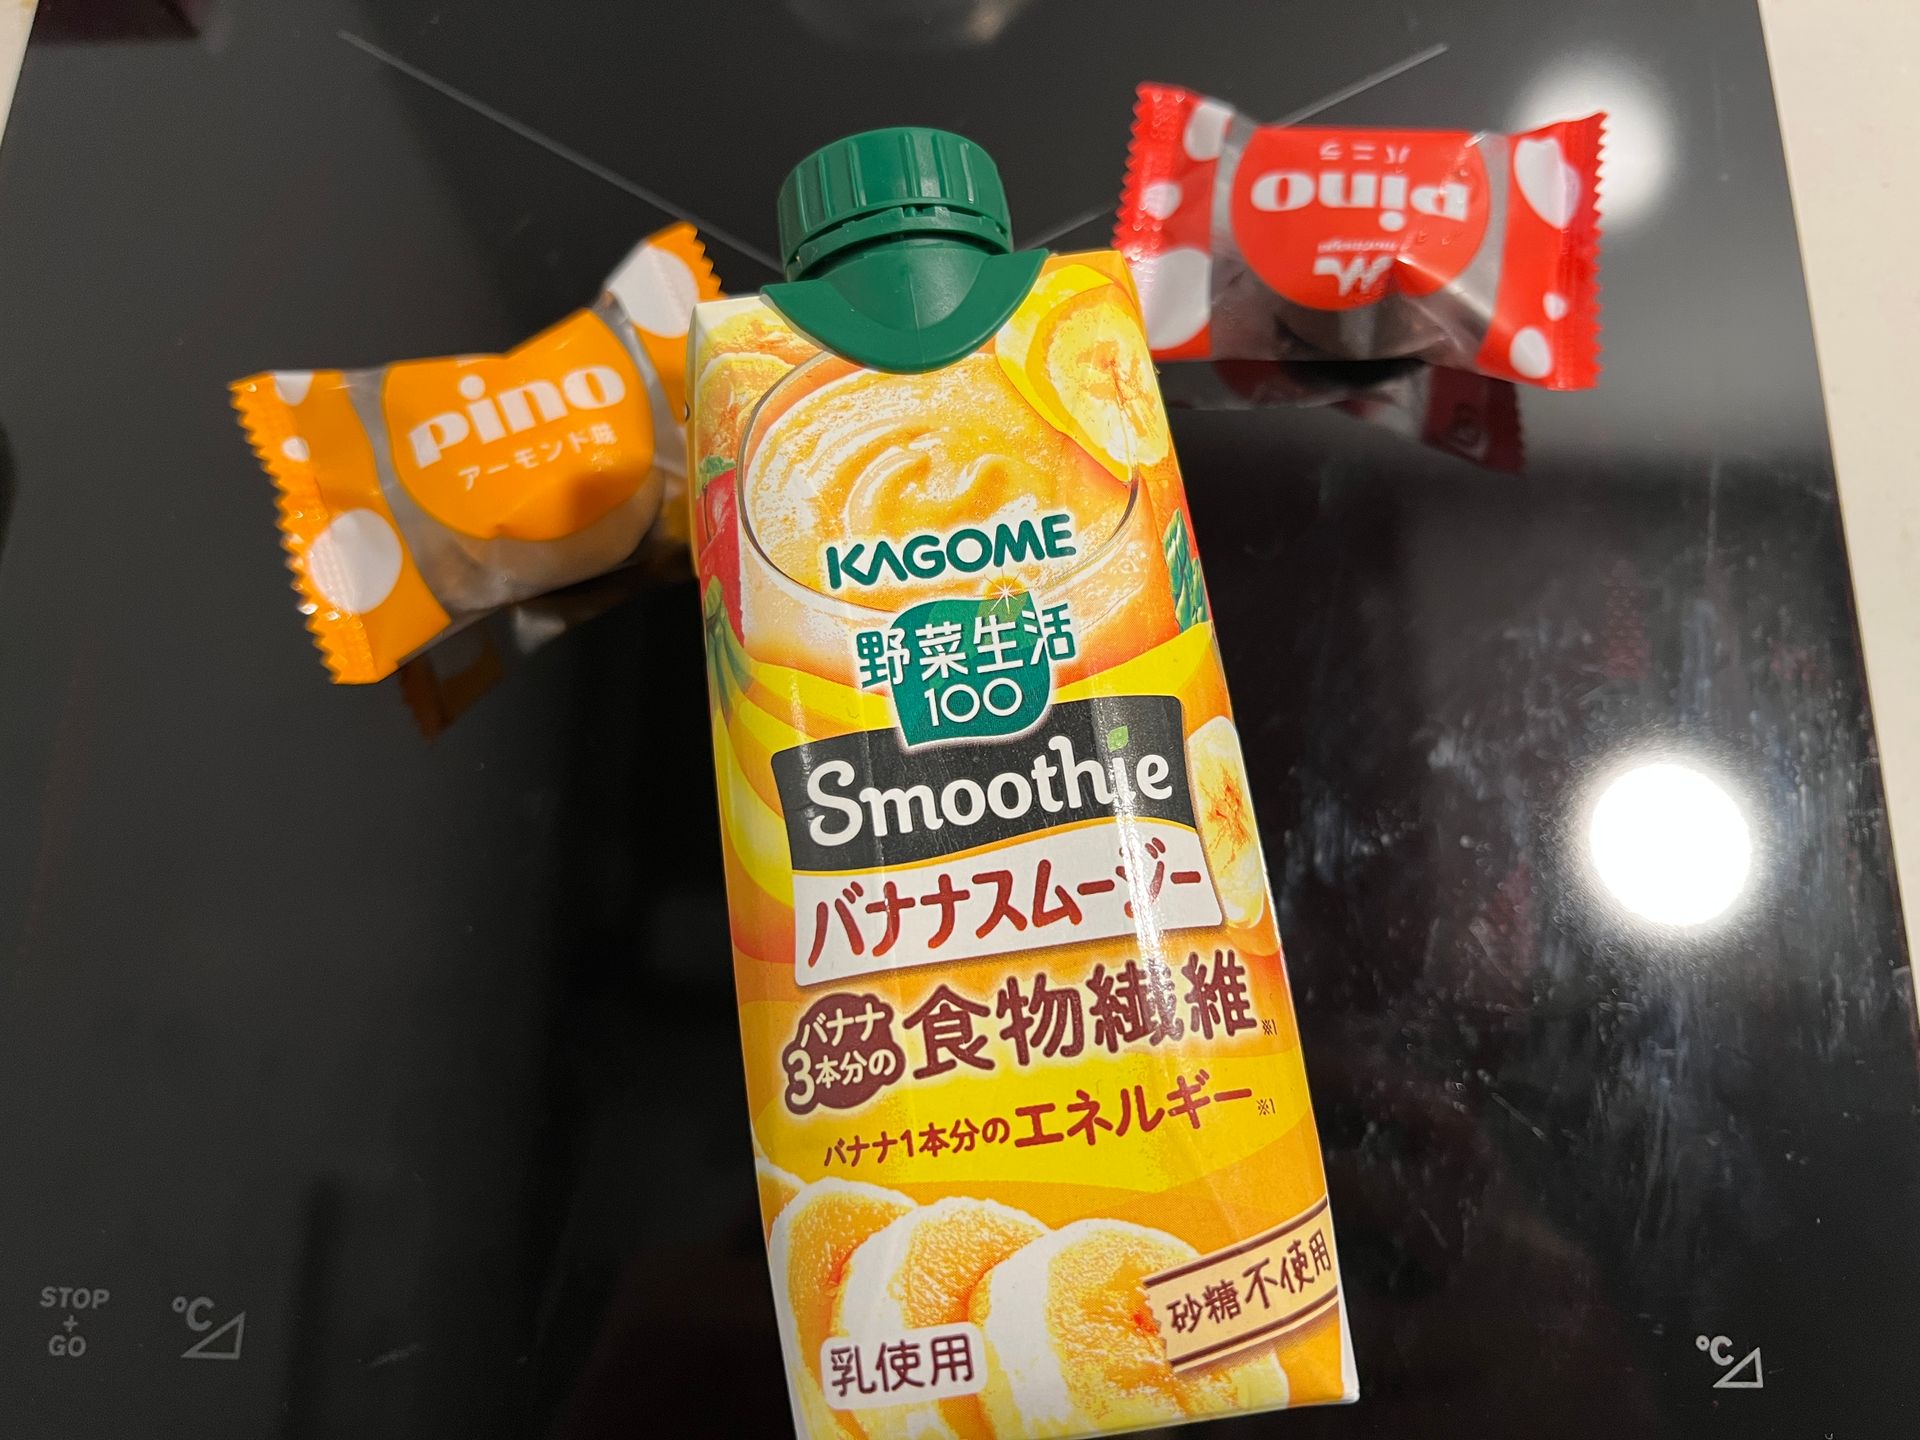 pino
アーモンド味
pino
バニラ
morinaga
KAGOME
野菜生活
100
Smoothie
バナナスムージー
バナナ
3本分の
食物繊維※1
バナナ1本分のエネルギー※1
砂糖不使用
乳使用
STOP
+
GO
°C
°C